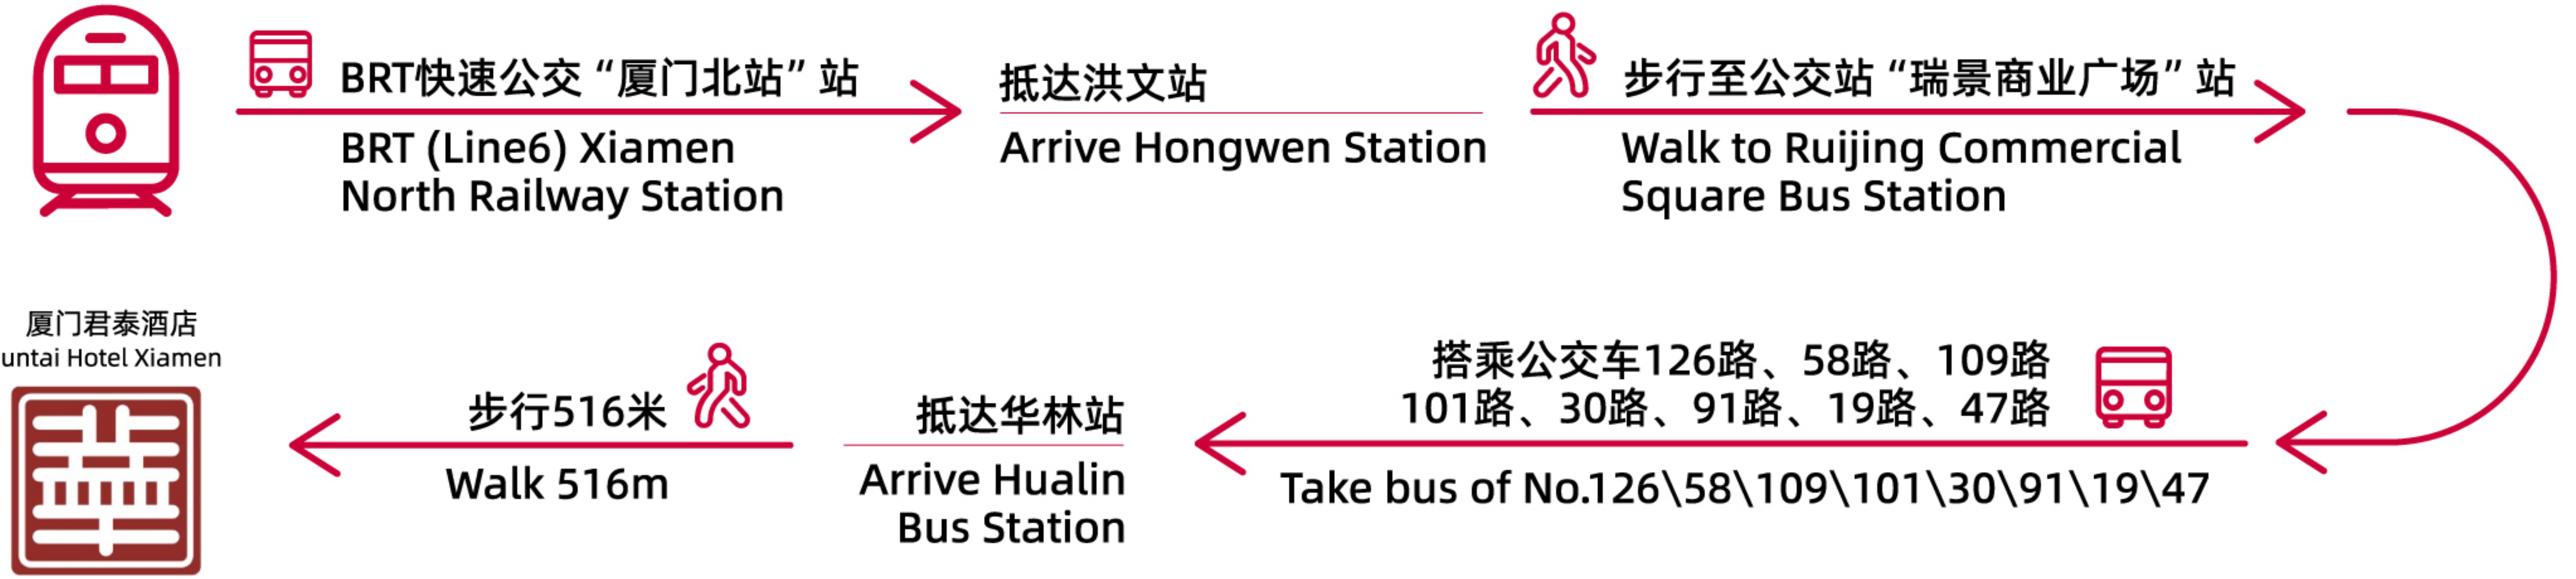 BRT快速公交“厦门北站”站
BRT (Line6) Xiamen
North Railway Station
抵达洪文站
Arrive Hongwen Station
步行至公交站“瑞景商业广场”站
Walk to Ruijing Commercial
Square Bus Station
搭乘公交车126路、58路、109路
101路、30路、91路、19路、47路
Take bus of No.126\58\109\101\30\91\19\47
抵达华林站
Arrive Hualin
Bus Station
步行516米
Walk 516m
厦门君泰酒店
untai Hotel Xiamen